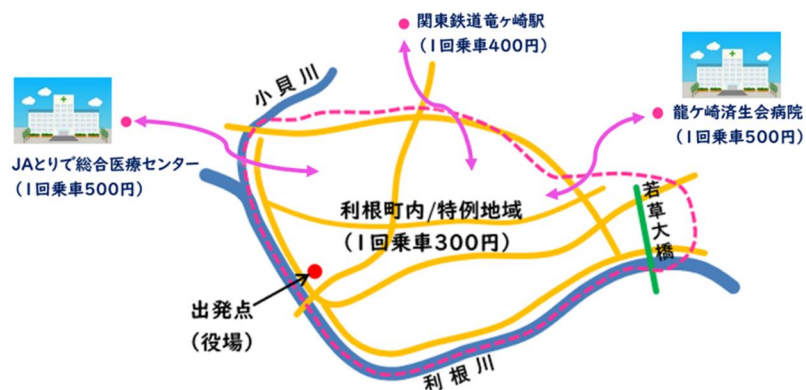 関東鉄道竜ヶ崎駅
(1回乗車400円)
小貝川
龍ケ崎済生会病院
(1回乗車500円)
JAとりで総合医療センター
(1回乗車500円)
若草大橋
利根町内/特例地域
(1回乗車300円)
出発点
(役場)
利根川